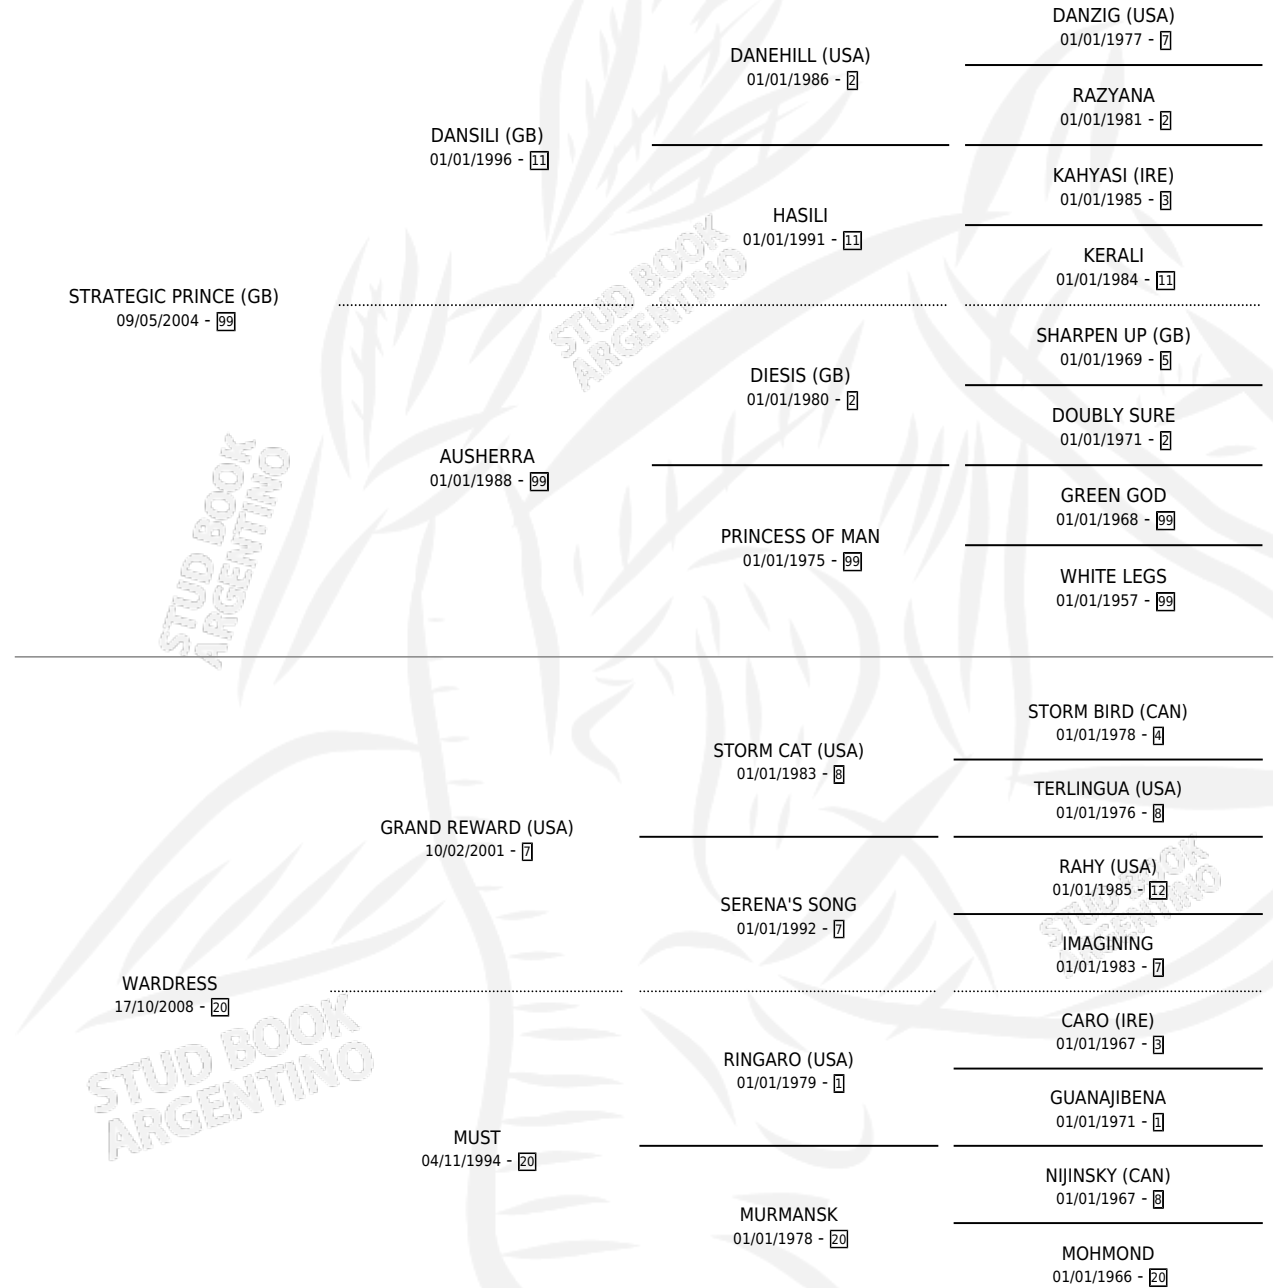 DANZIG (USA)
01/01/1977 - 7
DANEHILL (USA)
01/01/1986 - 2
RAZYANA
01/01/1981 - 2
DANSILI (GB)
01/01/1996 - 11
KAHYASI (IRE)
01/01/1985 - 3
HASILI
01/01/1991 - 11
KERALI
01/01/1984 - 11
STRATEGIC PRINCE (GB)
09/05/2004 - 99
SHARPEN UP (GB)
01/01/1969 - 5
DIESIS (GB)
01/01/1980 - 2
DOUBLY SURE
01/01/1971 - 2
AUSHERRA
01/01/1988 - 99
GREEN GOD
01/01/1968 - 99
PRINCESS OF MAN
01/01/1975 - 99
WHITE LEGS
01/01/1957 - 99
STORM BIRD (CAN)
01/01/1978 - 4
STORM CAT (USA)
01/01/1983 - 8
TERLINGUA (USA)
01/01/1976 - 8
GRAND REWARD (USA)
10/02/2001 - 7
RAHY (USA)
01/01/1985 - 12
SERENA'S SONG
01/01/1992 - 7
IMAGINING
01/01/1983 - 7
WARDRESS
17/10/2008 - 20
CARO (IRE)
01/01/1967 - 3
RINGARO (USA)
01/01/1979 - 1
GUANAJIBENA
01/01/1971 - 1
MUST
04/11/1994 - 20
NIJINSKY (CAN)
01/01/1967 - 8
MURMANSK
01/01/1978 - 20
MOHMOND
01/01/1966 - 20
STUD BOOK
ARGENTINO
STUD BOOK
ARGENTINO
STUD BOOK
ARGENTINO
STUD BOOK
ARGENTINO